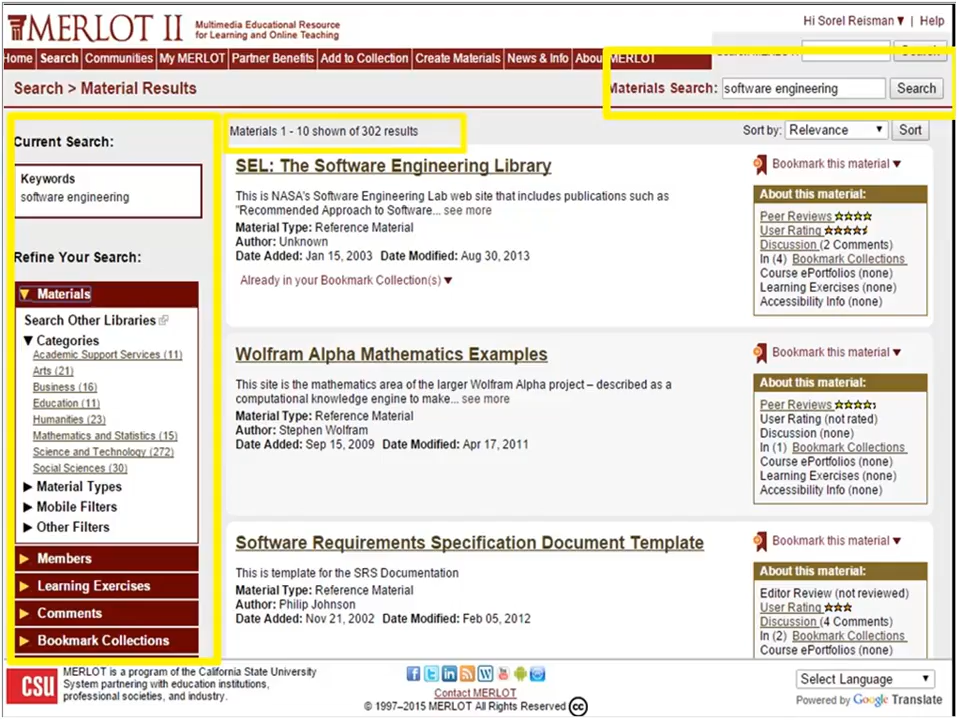 MERLOT II
Multimedia Educational Resource
for Learning and Online Teaching
Hi Sorel Reisman ▼ | Help
Home Search Communities My MERLOT Partner Benefits Add to Collection Create Materials News & Info About MERLOT
Search > Material Results
Materials Search: software engineering Search
Current Search:
Keywords
software engineering
Refine Your Search:
▼ Materials
Search Other Libraries
▼ Categories
Academic Support Services (11)
Arts (21)
Business (16)
Education (11)
Humanities (23)
Mathematics and Statistics (15)
Science and Technology (272)
Social Sciences (30)
▶ Material Types
▶ Mobile Filters
▶ Other Filters
▶ Members
▶ Learning Exercises
▶ Comments
▶ Bookmark Collections
Materials 1 - 10 shown of 302 results
Sort by: Relevance ▼ Sort
SEL: The Software Engineering Library
This is NASA's Software Engineering Lab web site that includes publications such as
"Recommended Approach to Software... see more
Material Type: Reference Material
Author: Unknown
Date Added: Jan 15, 2003 Date Modified: Aug 30, 2013
Already in your Bookmark Collection(s) ▼
Bookmark this material ▼
About this material:
Peer Reviews
User Rating
Discussion (2 Comments)
In (4) Bookmark Collections
Course ePortfolios (none)
Learning Exercises (none)
Accessibility Info (none)
Wolfram Alpha Mathematics Examples
This site is the mathematics area of the larger Wolfram Alpha project – described as a
computational knowledge engine to make... see more
Material Type: Reference Material
Author: Stephen Wolfram
Date Added: Sep 15, 2009 Date Modified: Apr 17, 2011
Bookmark this material ▼
About this material:
Peer Reviews
User Rating (not rated)
Discussion (none)
In (1) Bookmark Collections
Course ePortfolios (none)
Learning Exercises (none)
Accessibility Info (none)
Software Requirements Specification Document Template
This is template for the SRS Documentation
Material Type: Reference Material
Author: Philip Johnson
Date Added: Nov 21, 2002 Date Modified: Feb 05, 2012
Bookmark this material ▼
About this material:
Editor Review (not reviewed)
User Rating
Discussion (4 Comments)
In (2) Bookmark Collections
Course ePortfolios (none)
CSU
MERLOT is a program of the California State University
System partnering with education institutions,
professional societies, and industry.
Contact MERLOT
© 1997–2015 MERLOT All Rights Reserved (cc)
Select Language ▼
Powered by Google Translate